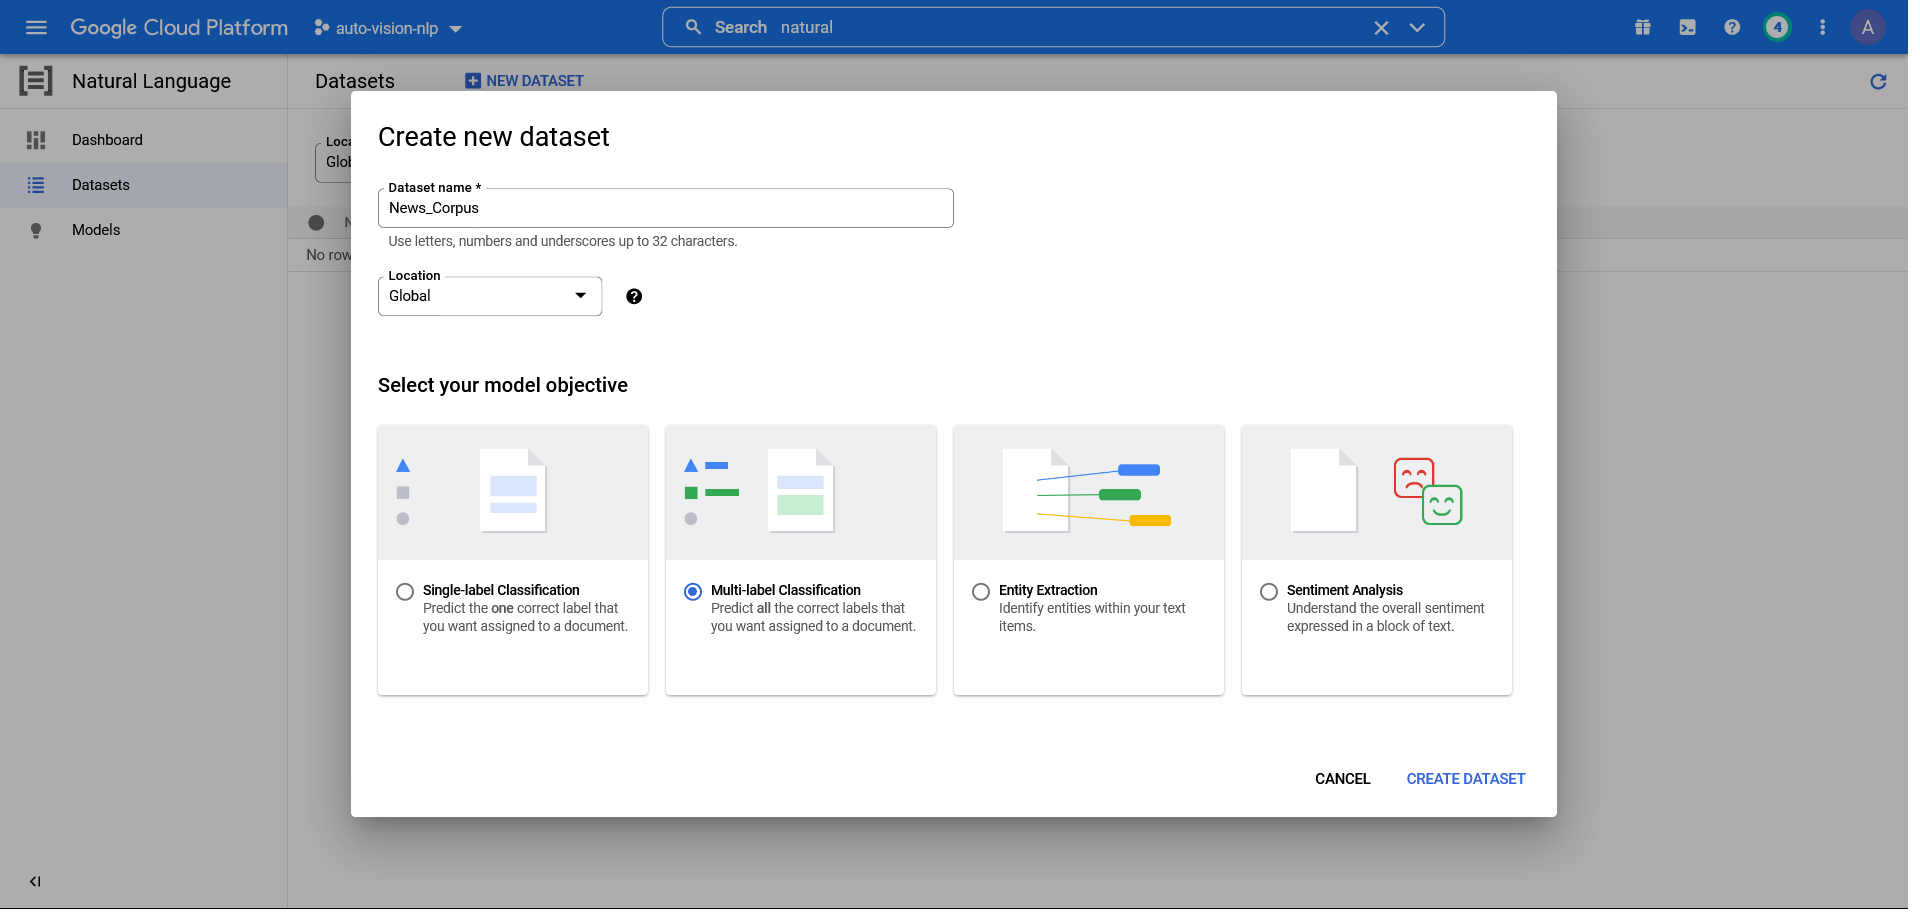 Google Cloud Platform
auto-vision-nlp
Search natural
4
A
Natural Language
Datasets
NEW DATASET
Dashboard
Datasets
Models
Create new dataset
Dataset name *
News_Corpus
Use letters, numbers and underscores up to 32 characters.
Location
Global
Select your model objective
Single-label Classification
Predict the one correct label that
you want assigned to a document.
Multi-label Classification
Predict all the correct labels that
you want assigned to a document.
Entity Extraction
Identify entities within your text
items.
Sentiment Analysis
Understand the overall sentiment
expressed in a block of text.
CANCEL
CREATE DATASET